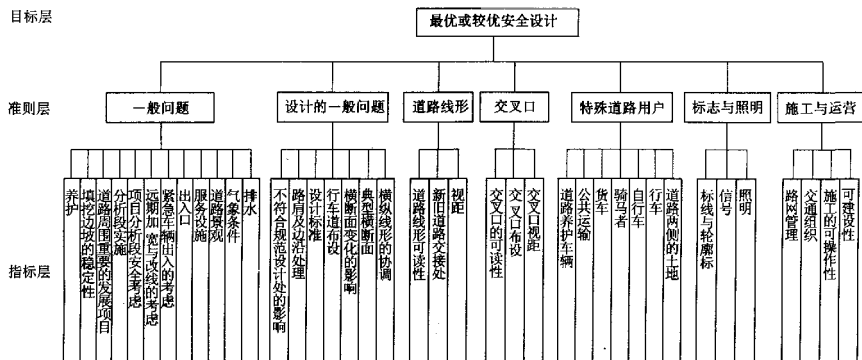 目标层
最优或较优安全设计
准则层
一般问题
设计的一般问题
道路线形
交叉口
特殊道路用户
标志与照明
施工与运营
指标层
养护
填挖边坡的稳定性
道路周围重要的发展项目
分析段实施
项目分析段安全考虑
远期加宽与改线的考虑
紧急车辆出入的考虑
出入口
服务设施
道路景观
气象条件
排水
不符合规范设计处的影响
路肩及边沿处理
设计标准
行车道布设
横断面变化的影响
典型横断面
横纵线形的协调
道路线形可读性
新旧道路交接处
视距
交叉口的可读性
交叉口布设
交叉口视距
道路养护车辆
公共运输
货车
骑马者
自行车
行车
道路两侧的土地
标线与轮廓标
信号
照明
路网管理
交通组织
施工的可操作性
可建设性